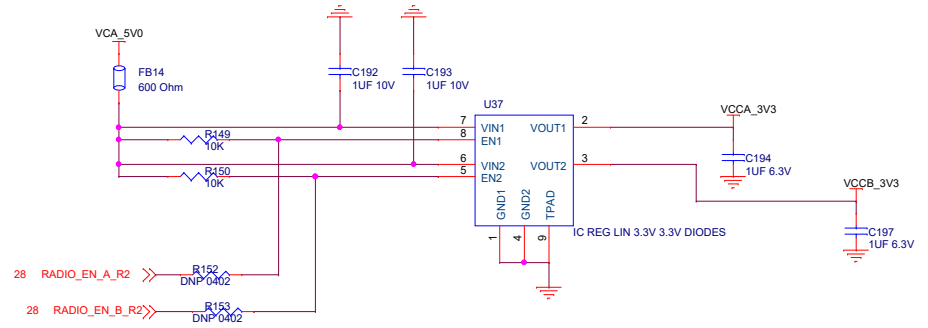 VCA_5V0
FB14
600 Ohm
C192
1UF 10V
C193
1UF 10V
U37
7
VIN1
VOUT1
2
VCCA_3V3
8
EN1
R149
10K
6
VIN2
VOUT2
3
C194
1UF 6.3V
5
EN2
R150
10K
VCCB_3V3
GND1
GND2
TPAD
1
4
9
IC REG LIN 3.3V 3.3V DIODES
C197
1UF 6.3V
28 RADIO_EN_A_R2
R152
DNP 0402
28 RADIO_EN_B_R2
R153
DNP 0402